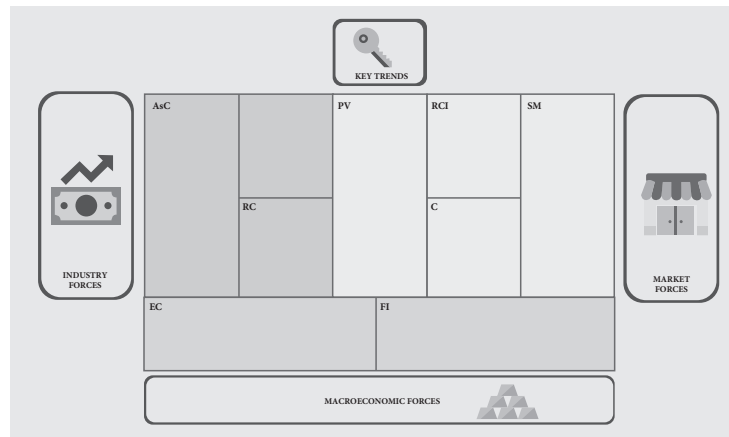 KEY TRENDS
AsC
PV
RCI
SM
RC
C
INDUSTRY
FORCES
MARKET
FORCES
EC
FI
MACROECONOMIC FORCES